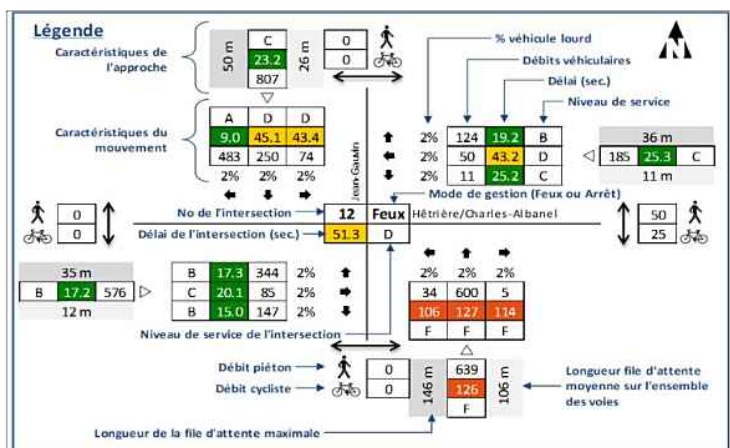 Légende
Caractéristiques de
l'approche
50 m
C
23.2
807
26 m
0
0
% véhicule lourd
Débits véhiculaires
Délai (sec.)
Niveau de service
N
Caractéristiques du
mouvement
A D D
9.0 45.1 43.4
483 250 74
2% 2% 2%
Jean-Gauvin
2% 124 19.2 B
2% 50 43.2 D
2% 11 25.2 C
36 m
185 25.3 C
11 m
Mode de gestion (Feux ou Arrêt)
No de l'intersection
12 Feux
Hêtrière/Charles-Albanel
Délai de l'intersection (sec.)
51.3 D
0
0
50
25
35 m
B 17.2 576
12 m
B 17.3 344 2%
C 20.1 85 2%
B 15.0 147 2%
2% 2% 2%
34 600 5
106 127 114
F F F
Niveau de service de l'intersection
Débit piéton
Débit cycliste
0
0
146 m
639
126
F
106 m
Longueur file d'attente
moyenne sur l'ensemble
des voies
Longueur de la file d'attente maximale